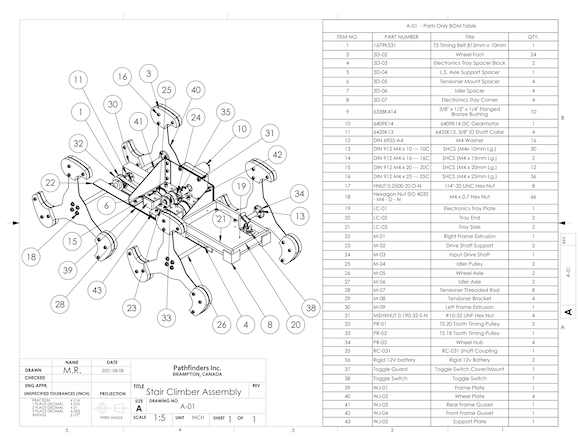 A-01 - Parts Only BOM Table
ITEM NO. PART NUMBER Title QTY.
1 1679K531 T5 Timing Belt B15mm x 10mm 1
2 3D-02 Wheel Foot 24
4 3D-03 Electronics Tray Spacer Block 2
5 3D-04 L.S. Axle Support Spacer 1
6 3D-05 Tensioner Mount Spacer 4
7 3D-06 Idler Spacer 4
8 3D-07 Electronics Tray Corner 4
9 6338K414 3/8" x 1/2" x 1/4" Flanged Bronze Bushing 10
10 6409K14 6409K14 DC Gearmotor 1
11 6435K13 6435K13, 3/8" ID Shaft Collar 4
12 DIN 6903-A4 M4 Washer 16
13 DIN 912 M4 x 10 --- 10C SHCS (M4x 10mm Lg.) 30
14 DIN 912 M4 x 16 --- 16C SHCS (M4x 15mm Lg.) 2
15 DIN 912 M4 x 20 --- 20C SHCS (M4x 20mm Lg.) 12
16 DIN 912 M4 x 25 --- 25C SHCS (M4x 25mm Lg.) 36
17 HNUT 0.2500-20-D-N 1/4"-20 UNC Hex Nut 8
18 Hexagon Nut ISO 4032 - M4 - D - N M4 x 0.7 Hex Nut 66
19 LC-01 Electronics Tray Plate 1
20 LC-02 Tray End 2
21 LC-03 Tray Side 2
22 M-01 Right Frame Extrusion 1
23 M-02 Drive Shaft Support 1
24 M-03 Input Drive Shaft 1
25 M-04 Idler Pulley 2
26 M-05 Wheel Axle 2
27 M-06 Idler Axle 2
28 M-07 Tensioner Threaded Rod 8
29 M-08 Tensioner Bracket 4
30 M-09 Left Frame Extrusion 1
31 MSHXNUT 0.190-32-S-N #10-32 UNF Hex Nut 4
32 PR-01 T5 20 Tooth Timing Pulley 2
33 PR-02 T5 10 Tooth Timing Pulley 2
34 PR-03 Wheel Hub 4
35 RC-031 RC-031 Shaft Coupling 1
36 Rigid 12V battery Rigid 12v Battery 2
37 Toggle Guard Toggle Switch Cover/Mount 1
38 Toggle Switch Toggle Switch 1
39 WJ-01 Frame Plate 1
40 WJ-02 Wheel Plate 4
41 WJ-03 Rear Frame Gusset 1
42 WJ-04 Front Frame Gusset 1
43 WJ-05 Support Plate 1
3
25
16
40
11
30
24
35
1
41
10
31
32
42
22
6
19
34
21
13
15
18
39
28
38
43
23
20
26
4
8
NAME DATE
DRAWN M.R. 2021-08-08
CHECKED
ENG APPR.
UNSPECIFIED TOLERANCES (INCH) PROJECTION
THIRD ANGLE
Pathfinders Inc.
BRAMPTON, CANADA
TITLE REV
Stair Climber Assembly
SIZE DRAWING NO.
A A-01
SCALE 1:5 UNIT INCH SHEET 1 OF 1
B
REV
A-01
A
A
5 4 3 2 1